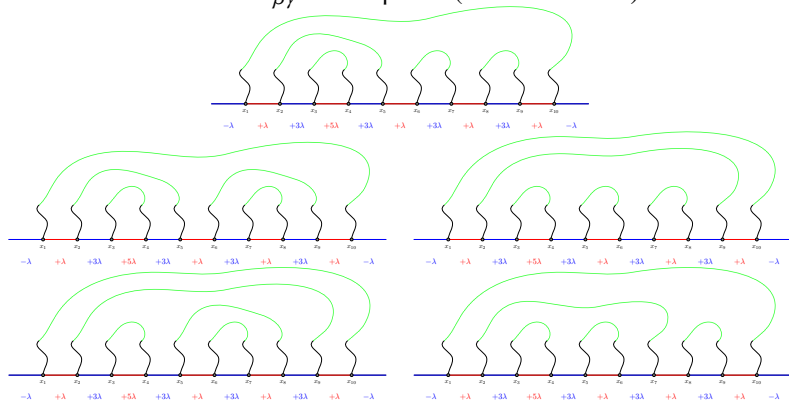 x₁ x₂ x₃ x₄ x₅ x₆ x₇ x₈ x₉ x₁₀
−λ +λ +3λ +5λ +3λ +λ +3λ +λ +3λ +λ −λ
x₁ x₂ x₃ x₄ x₅ x₆ x₇ x₈ x₉ x₁₀
−λ +λ +3λ +5λ +3λ +λ +3λ +λ +3λ +λ −λ
x₁ x₂ x₃ x₄ x₅ x₆ x₇ x₈ x₉ x₁₀
−λ +λ +3λ +5λ +3λ +λ +3λ +λ +3λ +λ −λ
x₁ x₂ x₃ x₄ x₅ x₆ x₇ x₈ x₉ x₁₀
−λ +λ +3λ +5λ +3λ +λ +3λ +λ +3λ +λ −λ
x₁ x₂ x₃ x₄ x₅ x₆ x₇ x₈ x₉ x₁₀
−λ +λ +3λ +5λ +3λ +λ +3λ +λ +3λ +λ −λ